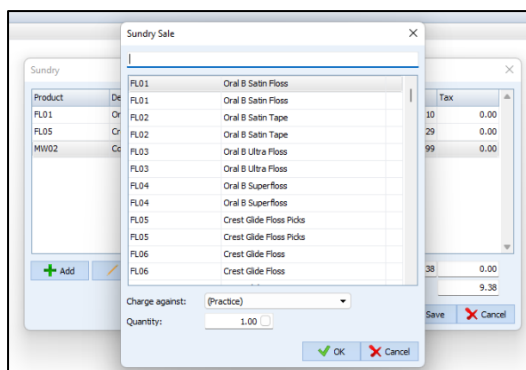 Sundry Sale
Sundry
Product
Tax
FL01 Oral B Satin Floss
FL01 Oral B Satin Floss
FL02 Oral B Satin Tape
FL02 Oral B Satin Tape
FL03 Oral B Ultra Floss
FL03 Oral B Ultra Floss
FL04 Oral B Superfloss
FL04 Oral B Superfloss
FL05 Crest Glide Floss Picks
FL05 Crest Glide Floss Picks
FL06 Crest Glide Floss
FL06 Crest Glide Floss
FL01 10 0.00
FL05 29 0.00
MW02 99 0.00
Add
38 0.00
9.38
Charge against: (Practice)
Quantity: 1.00
Save Cancel
OK Cancel